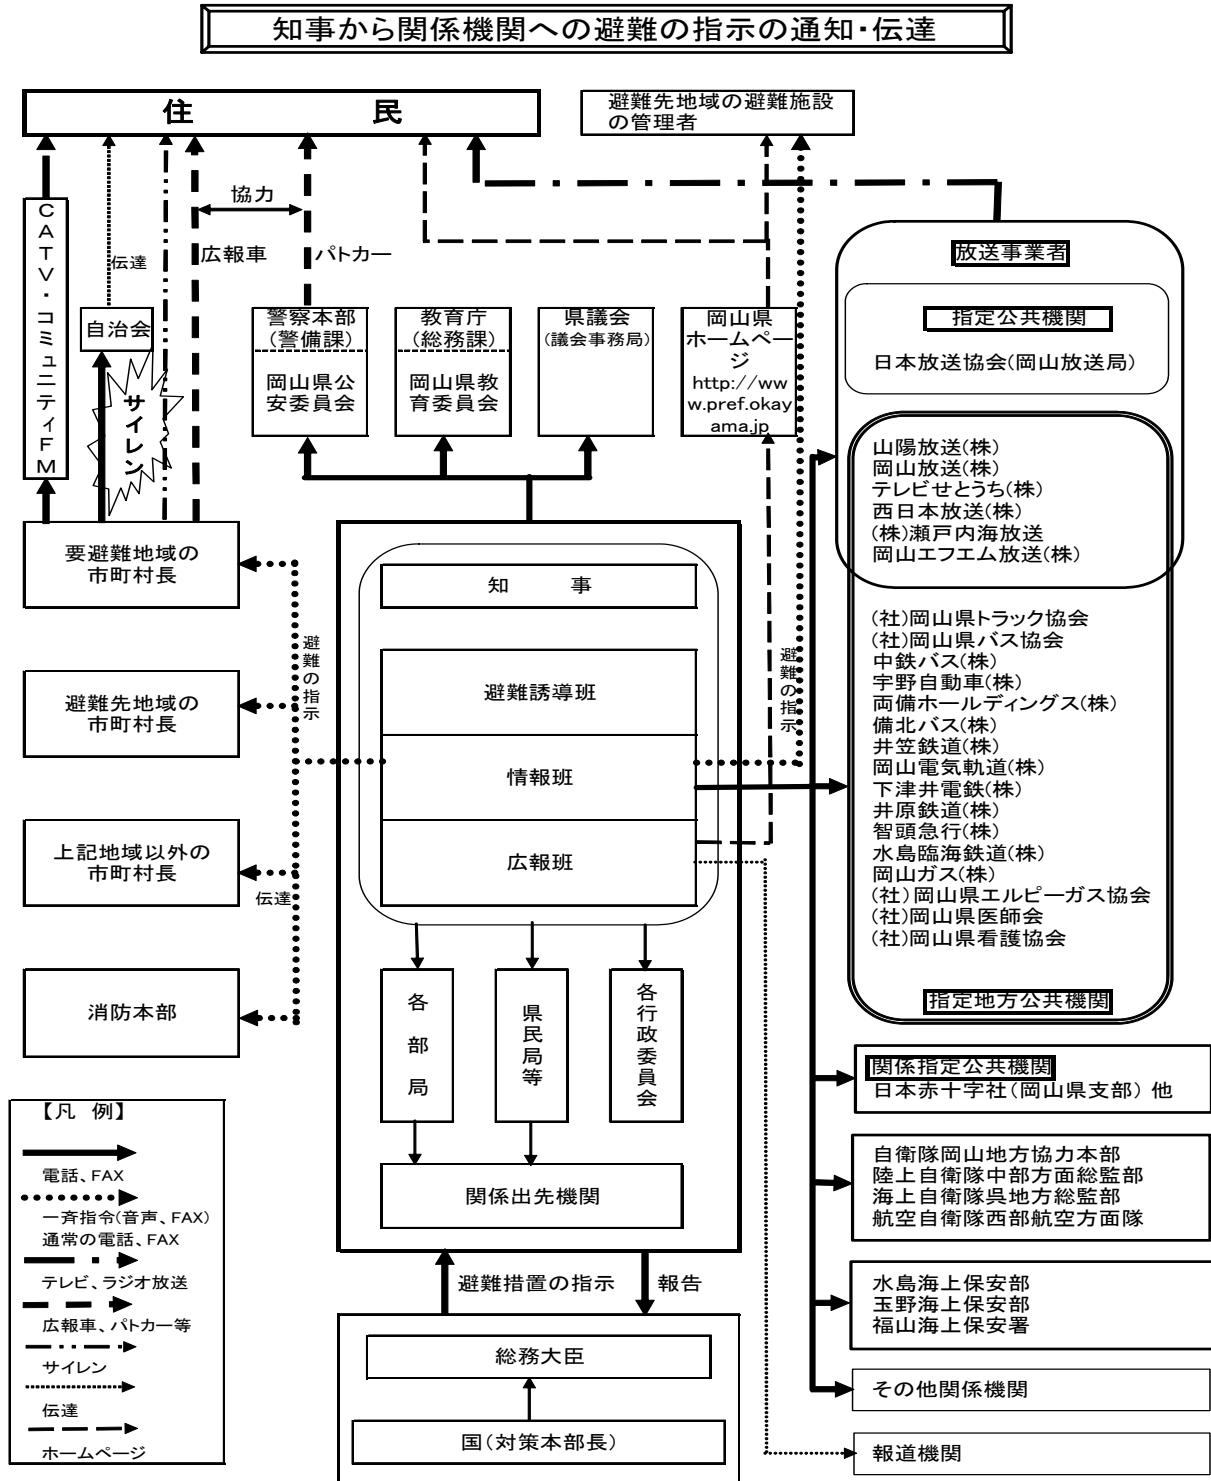 知事から関係機関への避難の指示の通知・伝達
住　　民
避難先地域の避難施設
の管理者
協力
広報車
パトカー
伝達
CATV・コミュニティFM
自治会
サイレン
警察本部
(警備課)
岡山県公
安委員会
教育庁
(総務課)
岡山県教
育委員会
県議会
(議会事務局)
岡山県
ホームペー
ジ
http://ww
w.pref.okay
ama.jp
放送事業者
指定公共機関
日本放送協会(岡山放送局)
山陽放送(株)
岡山放送(株)
テレビせとうち(株)
西日本放送(株)
(株)瀬戸内海放送
岡山エフエム放送(株)
(社)岡山県トラック協会
(社)岡山県バス協会
中鉄バス(株)
宇野自動車(株)
両備ホールディングス(株)
備北バス(株)
井笠鉄道(株)
岡山電気軌道(株)
下津井電鉄(株)
井原鉄道(株)
智頭急行(株)
水島臨海鉄道(株)
岡山ガス(株)
(社)岡山県エルピーガス協会
(社)岡山県医師会
(社)岡山県看護協会
指定地方公共機関
要避難地域の
市町村長
避難先地域の
市町村長
上記地域以外の
市町村長
消防本部
避難の指示
伝達
知　　事
避難誘導班
情報班
広報班
避難の指示
各部局
県民局等
各行政委員会
関係出先機関
避難措置の指示
報告
総務大臣
国(対策本部長)
関係指定公共機関
日本赤十字社(岡山県支部)他
自衛隊岡山地方協力本部
陸上自衛隊中部方面総監部
海上自衛隊呉地方総監部
航空自衛隊西部航空方面隊
水島海上保安部
玉野海上保安部
福山海上保安署
その他関係機関
報道機関
【凡　例】
電話、FAX
一斉指令(音声、FAX)
通常の電話、FAX
テレビ、ラジオ放送
広報車、パトカー等
サイレン
伝達
ホームページ